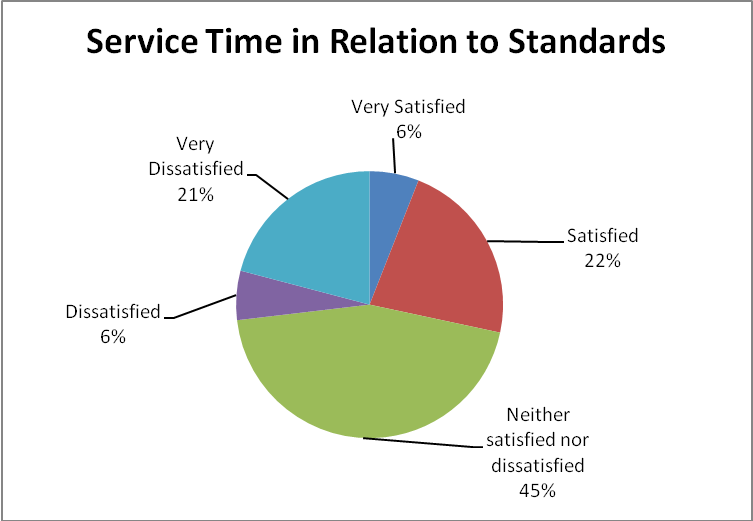 Service Time in Relation to Standards
Very Satisfied
6%
Satisfied
22%
Neither
satisfied nor
dissatisfied
45%
Dissatisfied
6%
Very
Dissatisfied
21%